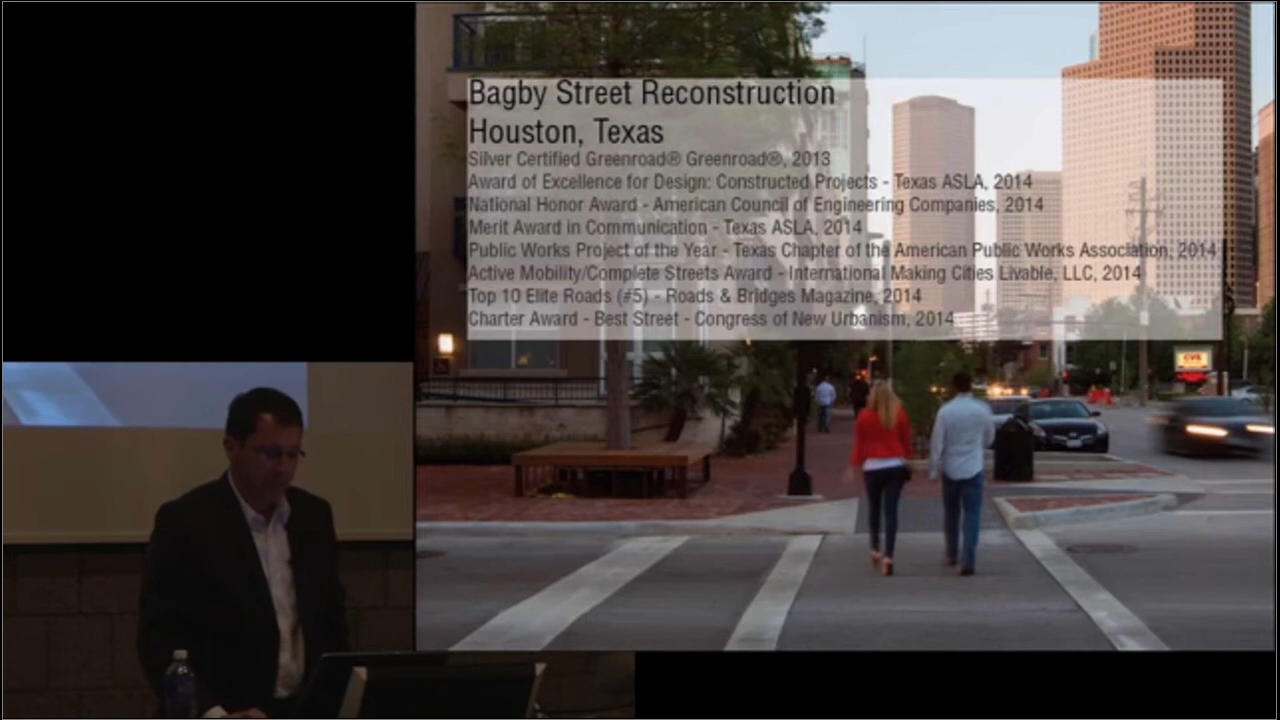 Bagby Street Reconstruction
Houston, Texas
Silver Certified Greenroad® Greenroad®, 2013
Award of Excellence for Design: Constructed Projects - Texas ASLA, 2014
National Honor Award - American Council of Engineering Companies, 2014
Merit Award in Communication - Texas ASLA, 2014
Public Works Project of the Year - Texas Chapter of the American Public Works Association, 2014
Active Mobility/Complete Streets Award - International Making Cities Livable, LLC, 2014
Top 10 Elite Roads (#5) - Roads & Bridges Magazine, 2014
Charter Award - Best Street - Congress of New Urbanism, 2014
CVS